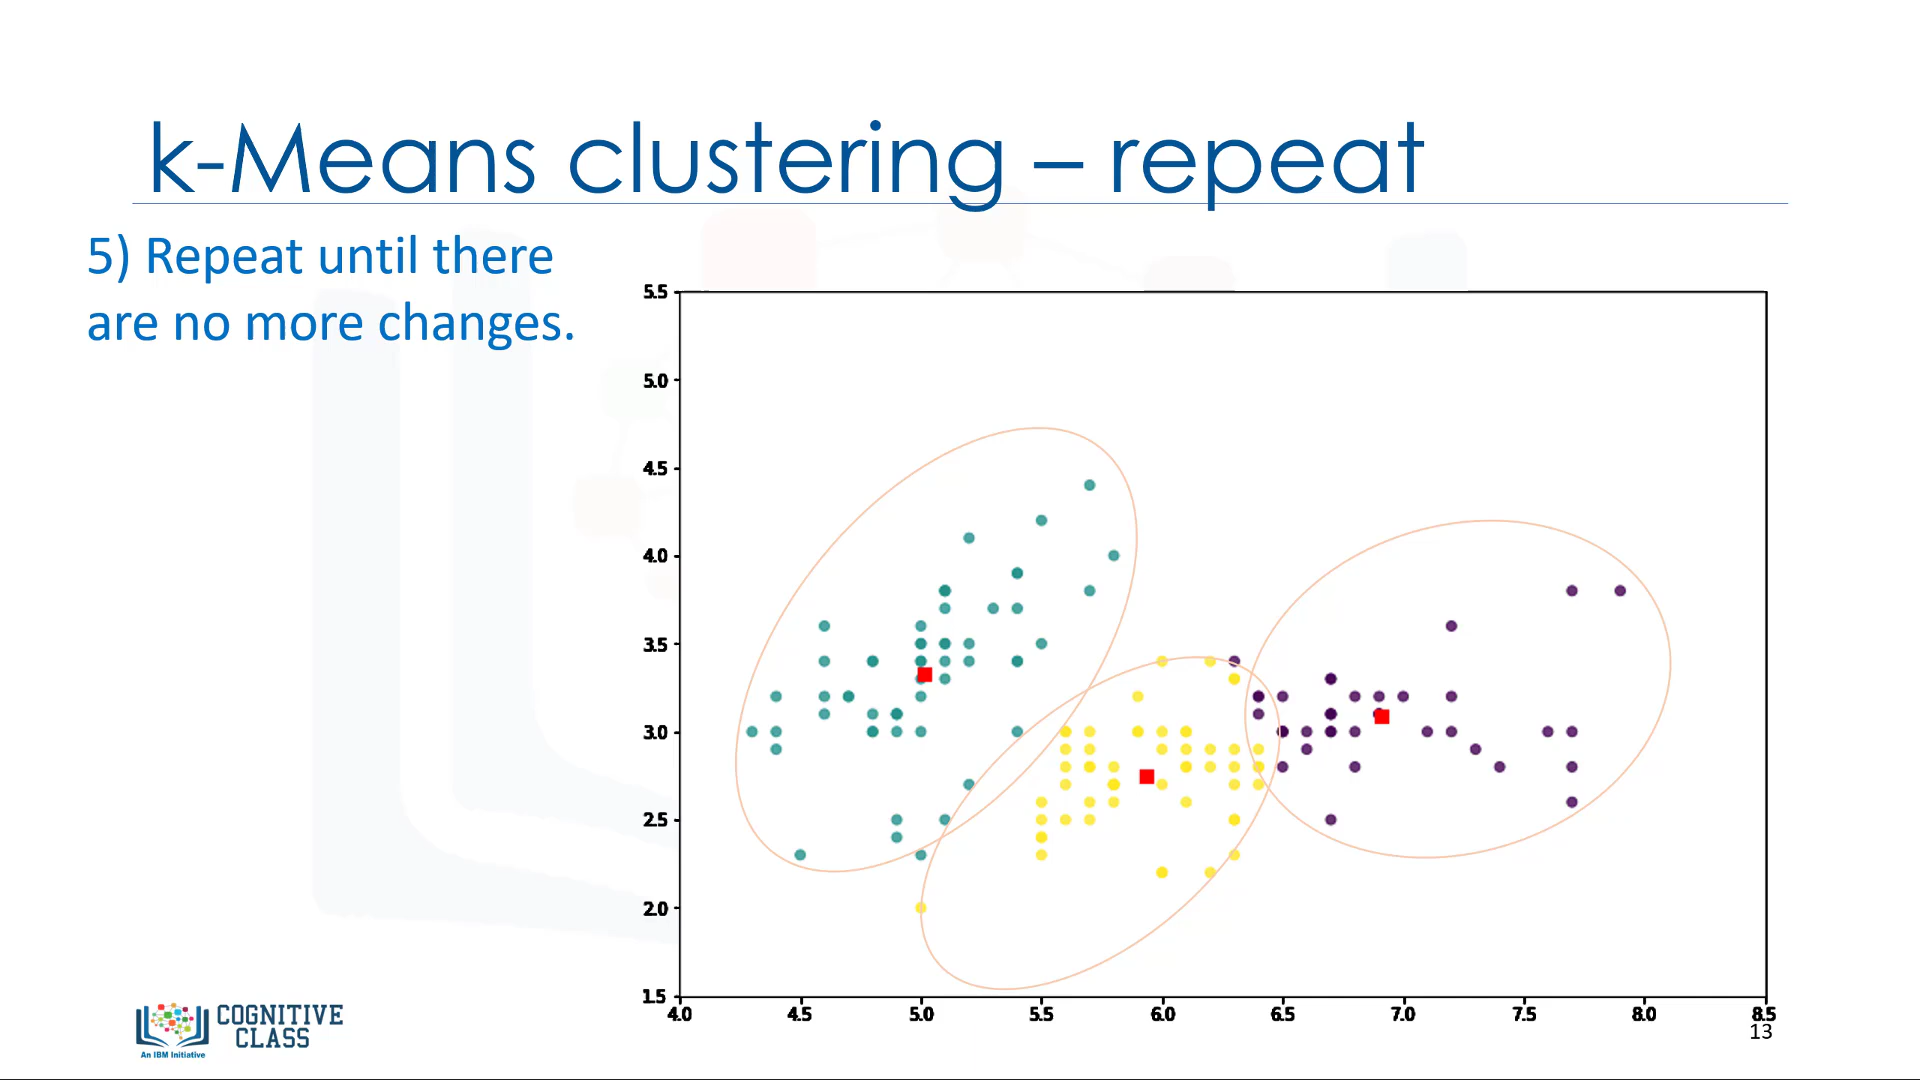 k-Means clustering – repeat
5) Repeat until there
are no more changes.
5.5
5.0
4.5
4.0
3.5
3.0
2.5
2.0
1.5
4.0 4.5 5.0 5.5 6.0 6.5 7.0 7.5 8.0 8.5
COGNITIVE
CLASS
An IBM Initiative
13